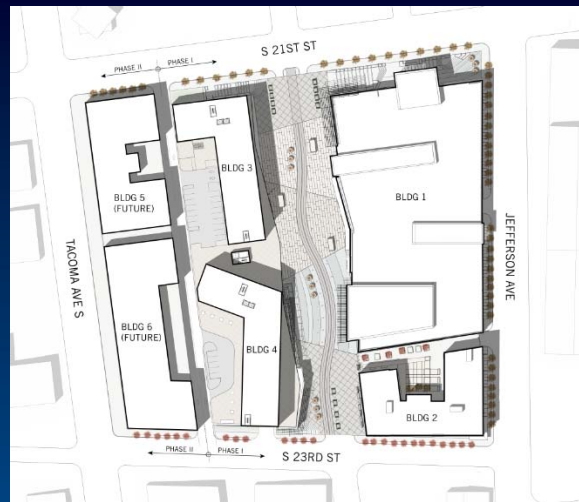 S 21ST ST
PHASE II
PHASE I
BLDG 5
(FUTURE)
BLDG 3
BLDG 1
TACOMA AVE S
JEFFERSON AVE
BLDG 6
(FUTURE)
BLDG 4
BLDG 2
PHASE II
PHASE I
S 23RD ST